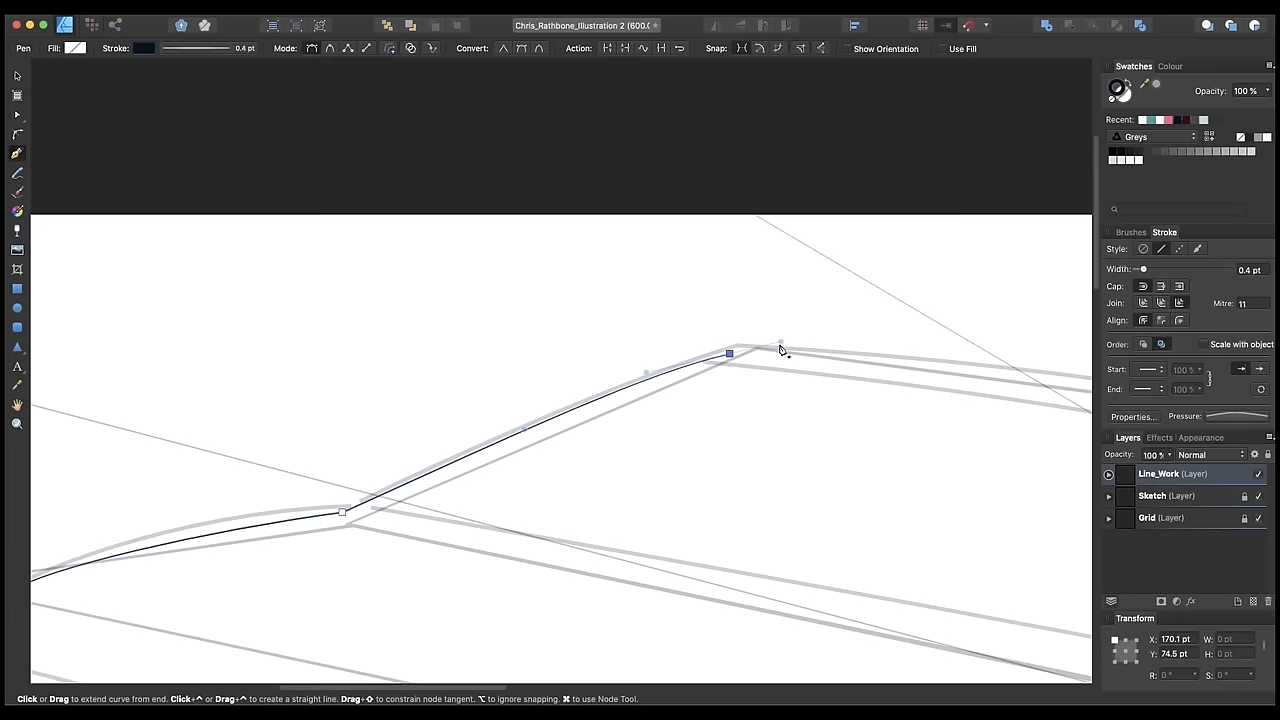 Chris_Rathbone_Illustration 2 (600.0
Pen Fill: Stroke: 0.4 pt Mode: Convert: Action: Snap: Show Orientation Use Fill
Swatches Colour
Opacity: 100 %
Recent:
Greys
Brushes Stroke
Style:
Width: 0.4 pt
Cap:
Join: Mitre: 11
Align:
Order: Scale with object
Start: 100 %
End: 100 %
Properties... Pressure:
Layers Effects Appearance
Opacity: 100 % Normal
Line_Work (Layer)
Sketch (Layer)
Grid (Layer)
Transform
X: 170.1 pt W: 0 pt
Y: 74.5 pt H: 0 pt
R: 0 ° S: 0 °
Click or Drag to extend curve from end. Click+^ or Drag+^ to create a straight line. Drag+⇧ to constrain node tangent. ⌥ to ignore snapping. ⌘ to use Node Tool.